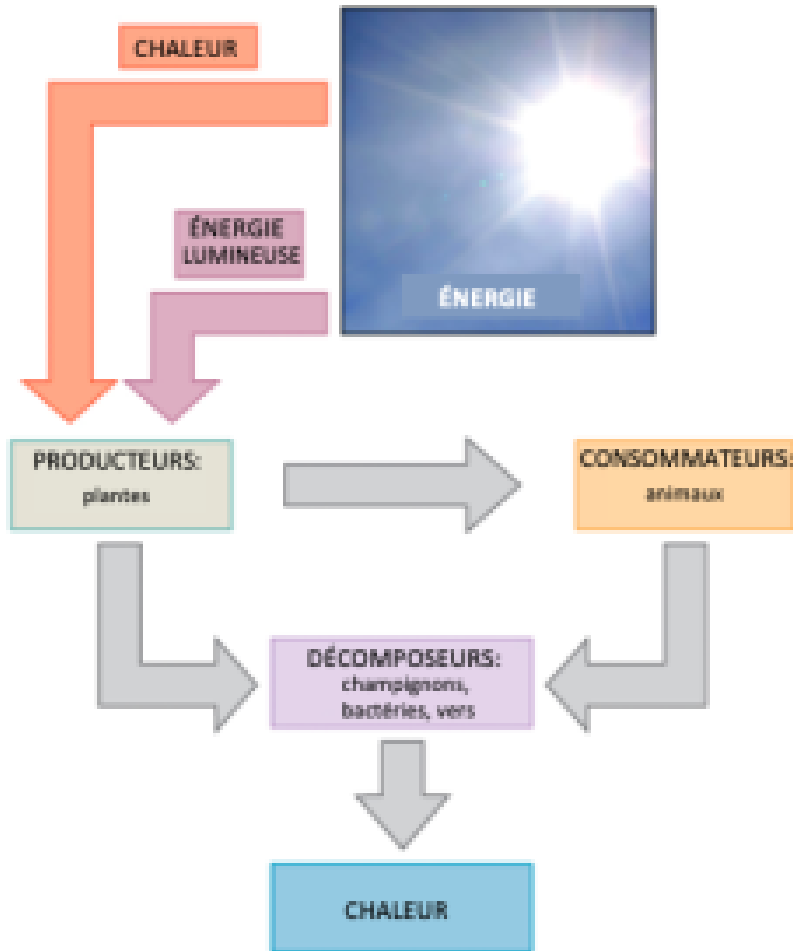 CHALEUR
ÉNERGIE
LUMINEUSE
ÉNERGIE
PRODUCTEURS:
plantes
CONSOMMATEURS:
animaux
DÉCOMPOSEURS:
champignons,
bactéries, vers
CHALEUR